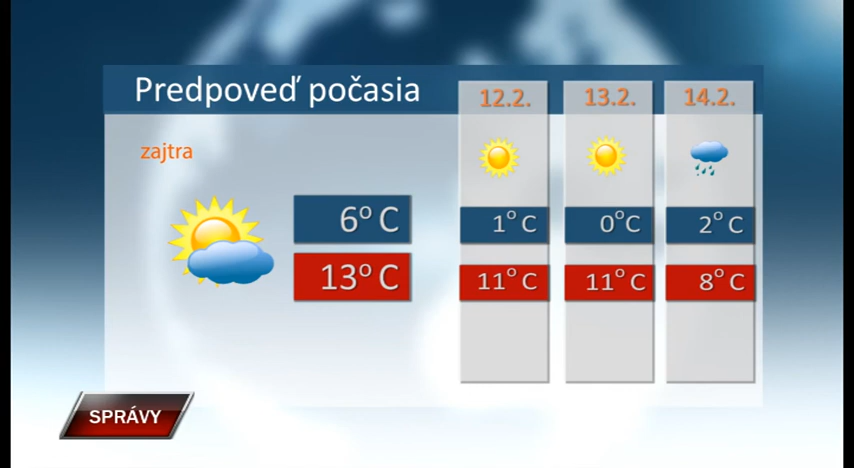 Predpoveď počasia
zajtra
6° C
13° C
12.2. 13.2. 14.2.
1° C 0°C 2° C
11° C 11° C 8° C
SPRÁVY